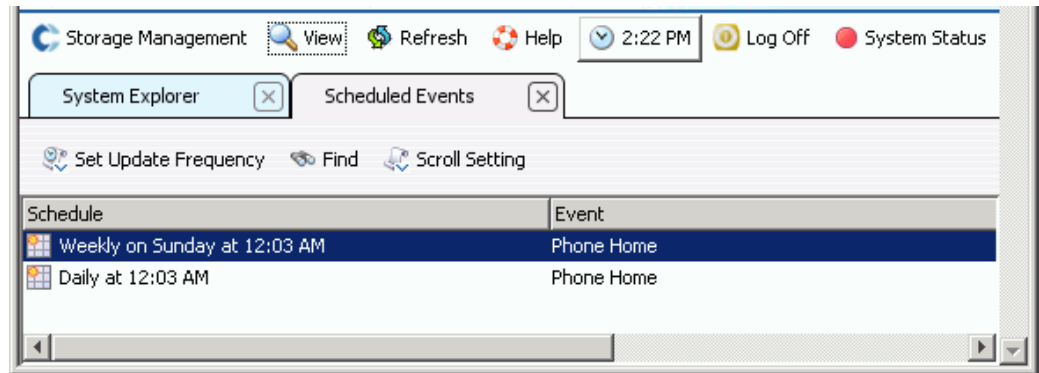 Storage Management View Refresh Help 2:22 PM Log Off System Status
System Explorer Scheduled Events
Set Update Frequency Find Scroll Setting
Schedule Event
Weekly on Sunday at 12:03 AM Phone Home
Daily at 12:03 AM Phone Home